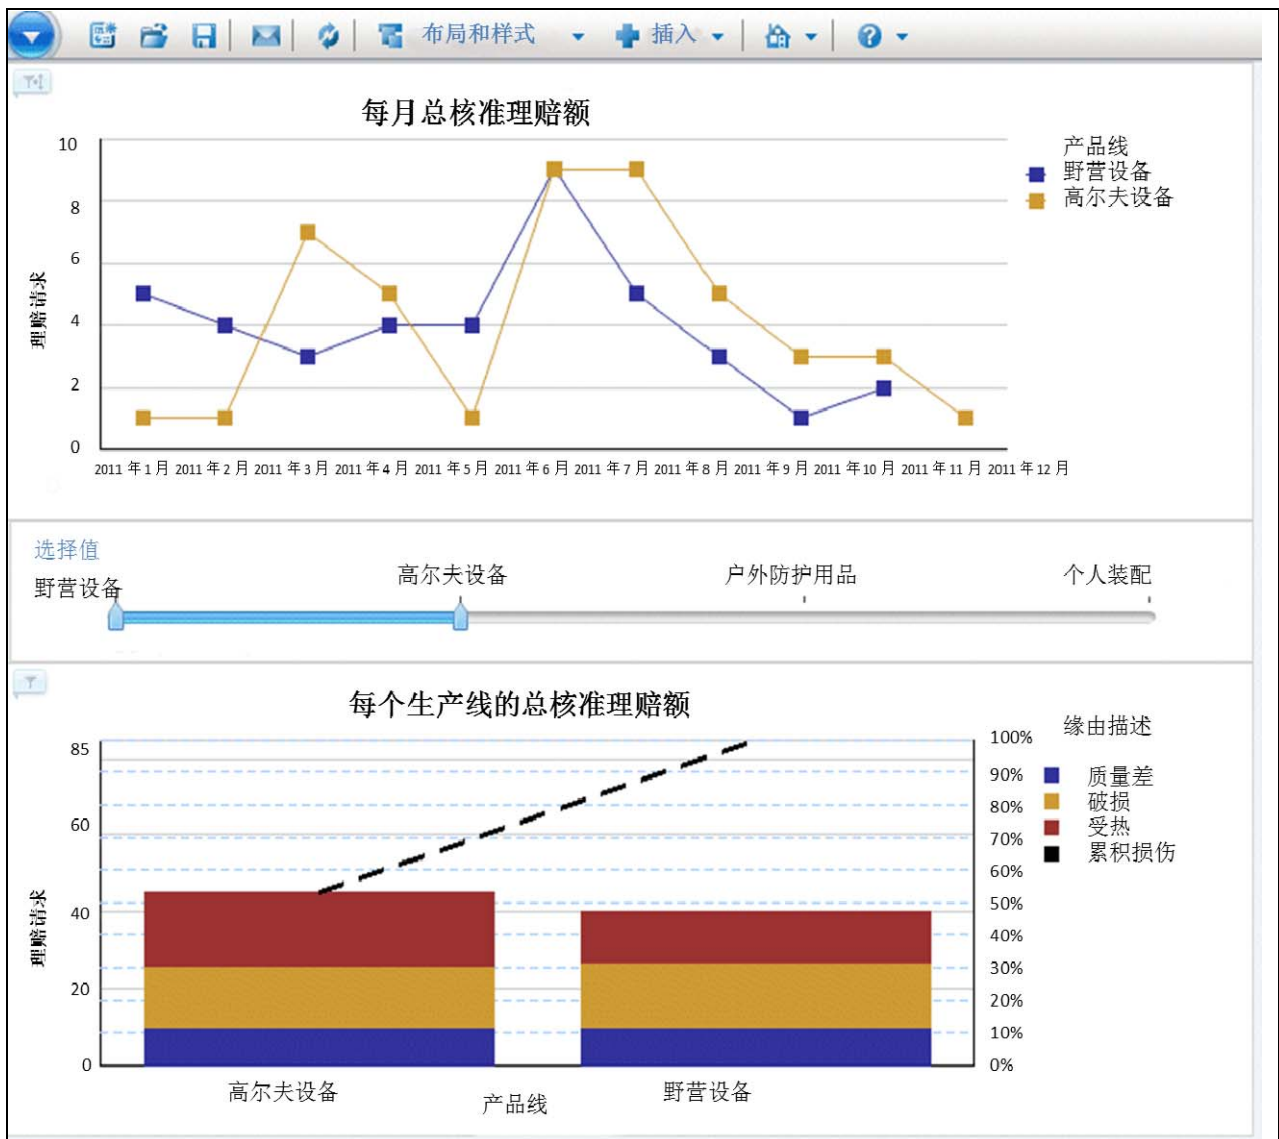 布局和样式 插入
每月总核准理赔额
产品线
野营设备
高尔夫设备
10
8
6
4
2
0
理赔请求
2011 年 1 月 2011 年 2 月 2011 年 3 月 2011 年 4 月 2011 年 5 月 2011 年 6 月 2011 年 7 月 2011 年 8 月 2011 年 9 月 2011 年 10 月 2011 年 11 月 2011 年 12 月
选择值
野营设备 高尔夫设备 户外防护用品 个人装配
每个生产线的总核准理赔额
缘由描述
质量差
破损
受热
累积损伤
85
60
40
20
0
理赔请求
100%
90%
80%
70%
60%
50%
40%
30%
20%
10%
0%
高尔夫设备 野营设备
产品线